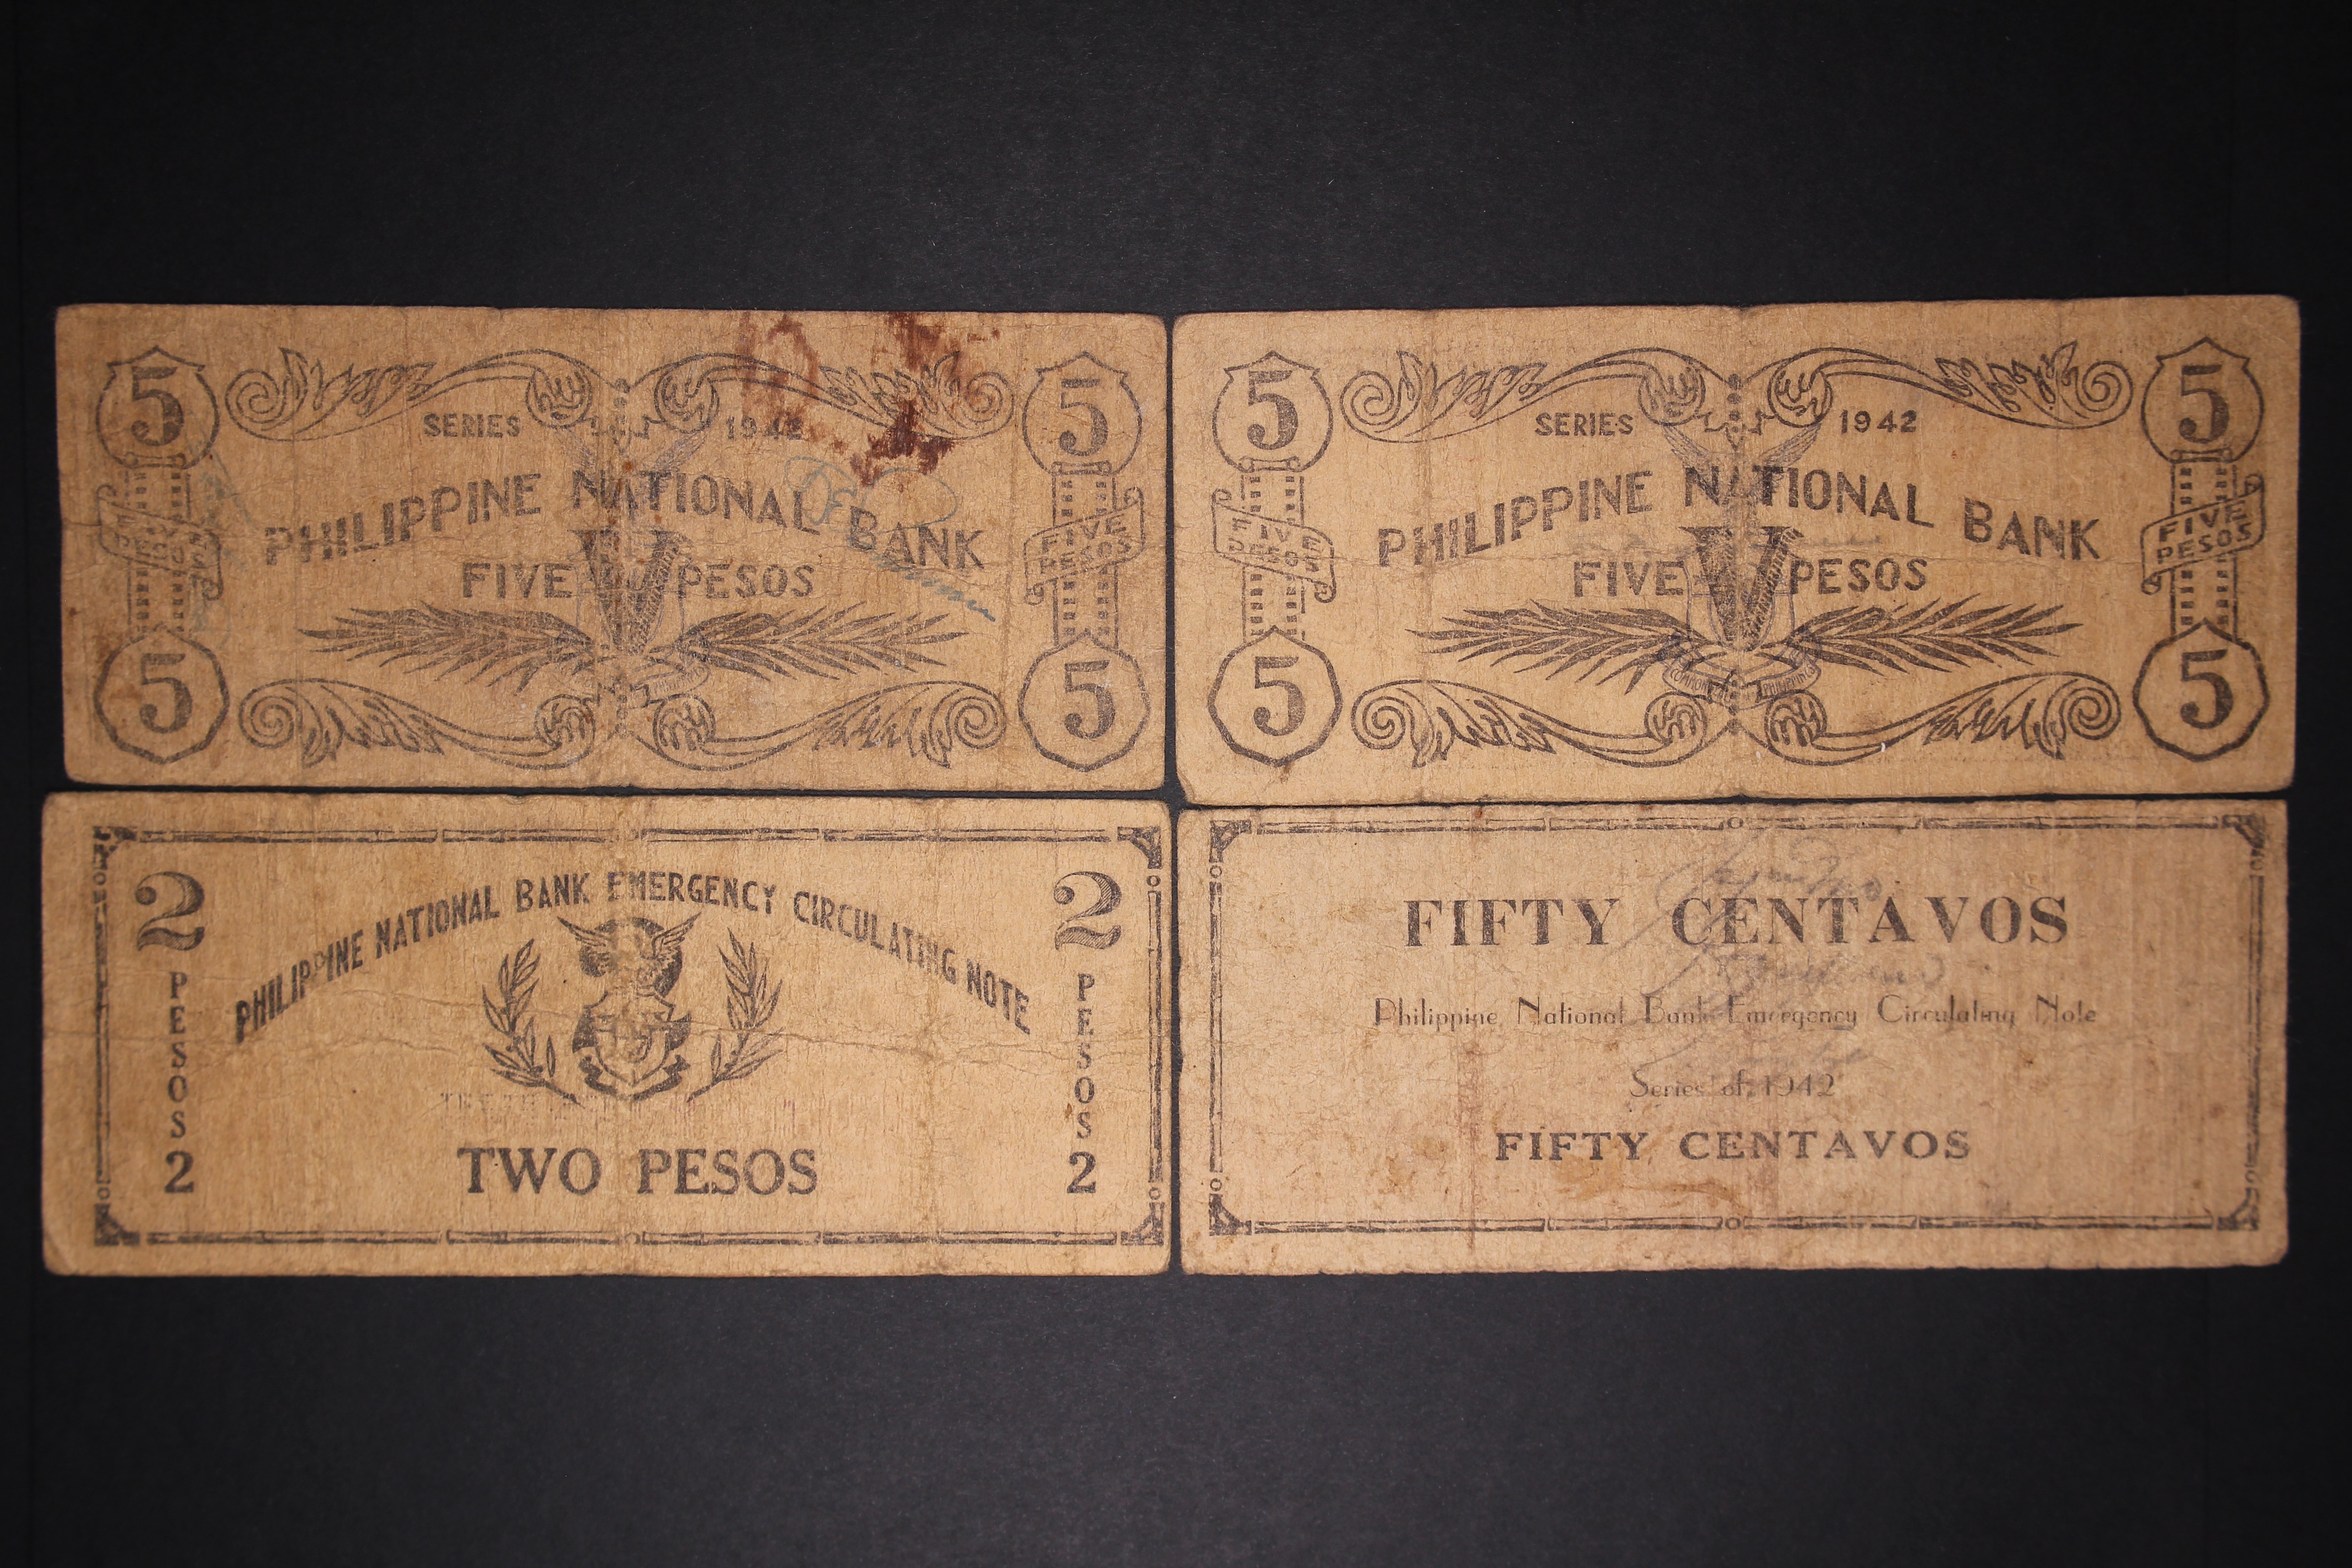 5 5
SERIES 1942
PHILIPPINE NATIONAL BANK
FIVE V PESOS
FIVE PESOS
FIVE PESOS
5 5
5 5
SERIES 1942
PHILIPPINE NATIONAL BANK
FIVE V PESOS
FIVE PESOS
FIVE PESOS
5 5
2 2
PHILIPPINE NATIONAL BANK EMERGENCY CIRCULATING NOTE
PESOS PESOS
2 2
TWO PESOS
FIFTY CENTAVOS
Philippine National Bank Emergency Circulating Note
Series of 1942
FIFTY CENTAVOS